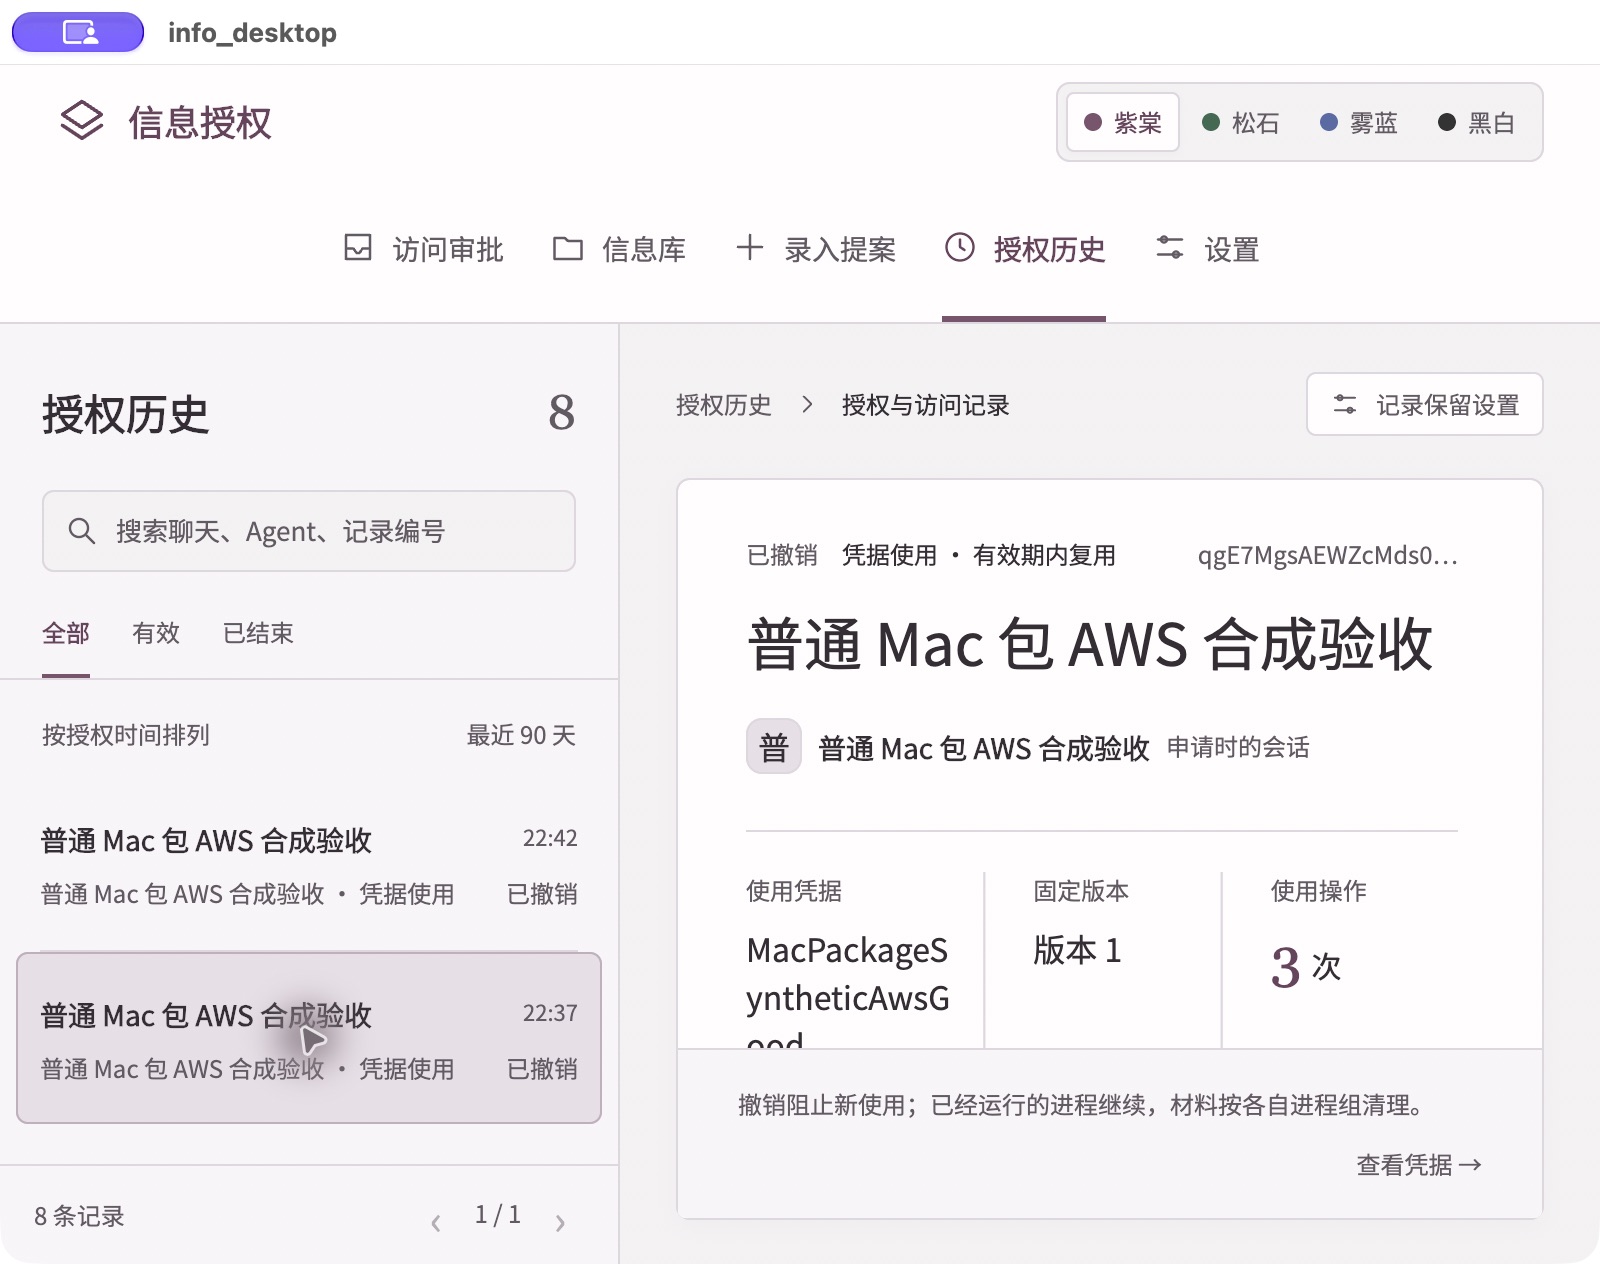 info_desktop
信息授权
紫棠 松石 雾蓝 黑白
访问审批 信息库 录入提案 授权历史 设置
授权历史 8
搜索聊天、Agent、记录编号
全部 有效 已结束
按授权时间排列 最近 90 天
普通 Mac 包 AWS 合成验收 22:42
普通 Mac 包 AWS 合成验收 · 凭据使用 已撤销
普通 Mac 包 AWS 合成验收 22:37
普通 Mac 包 AWS 合成验收 · 凭据使用 已撤销
8 条记录 ‹ 1 / 1 ›
授权历史 > 授权与访问记录 记录保留设置
已撤销 凭据使用 · 有效期内复用 qgE7MgsAEWZcMds0…
普通 Mac 包 AWS 合成验收
普 普通 Mac 包 AWS 合成验收 申请时的会话
使用凭据 固定版本 使用操作
MacPackageS 版本 1 3 次
yntheticAwsG
ood
撤销阻止新使用；已经运行的进程继续，材料按各自进程组清理。
查看凭据 →